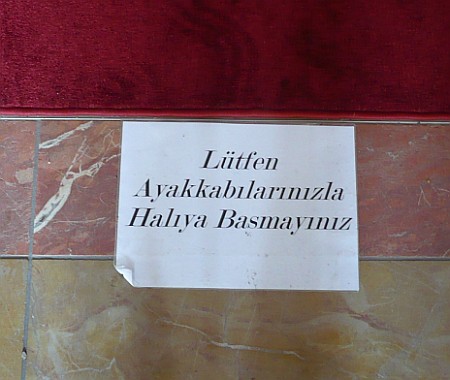 Lütfen
Ayakkabılarınızla
Halıya Basmayınız